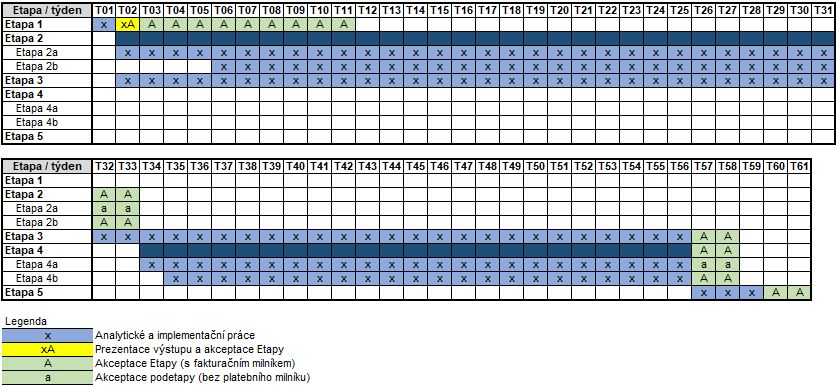 Etapa / týden T01 T02 T03 T04 T05 T06 T07 T08 T09 T10 T11 T12 T13 T14 T15 T16 T17 T18 T19 T20 T21 T22 T23 T24 T25 T26 T27 T28 T29 T30 T31
Etapa 1 x xA A A A A A A A A A
Etapa 2
Etapa 2a x x x x x x x x x x x x x x x x x x x x x x x x x x x x x x
Etapa 2b x x x x x x x x x x x x x x x x x x x x x x x x x
Etapa 3 x x x x x x x x x x x x x x x x x x x x x x x x x x x x x x
Etapa 4
Etapa 4a
Etapa 4b
Etapa 5
Etapa / týden T32 T33 T34 T35 T36 T37 T38 T39 T40 T41 T42 T43 T44 T45 T46 T47 T48 T49 T50 T51 T52 T53 T54 T55 T56 T57 T58 T59 T60 T61
Etapa 1
Etapa 2 A A
Etapa 2a a a
Etapa 2b A A
Etapa 3 x x x x x x x x x x x x x x x x x x x x x x x x x A A
Etapa 4 A A
Etapa 4a x x x x x x x x x x x x x x x x x x x x x x x a a
Etapa 4b x x x x x x x x x x x x x x x x x x x x x x A A
Etapa 5 x x x A A
Legenda
x Analytické a implementační práce
xA Prezentace výstupu a akceptace Etapy
A Akceptace Etapy (s fakturačním milníkem)
a Akceptace podetapy (bez platebního milníku)